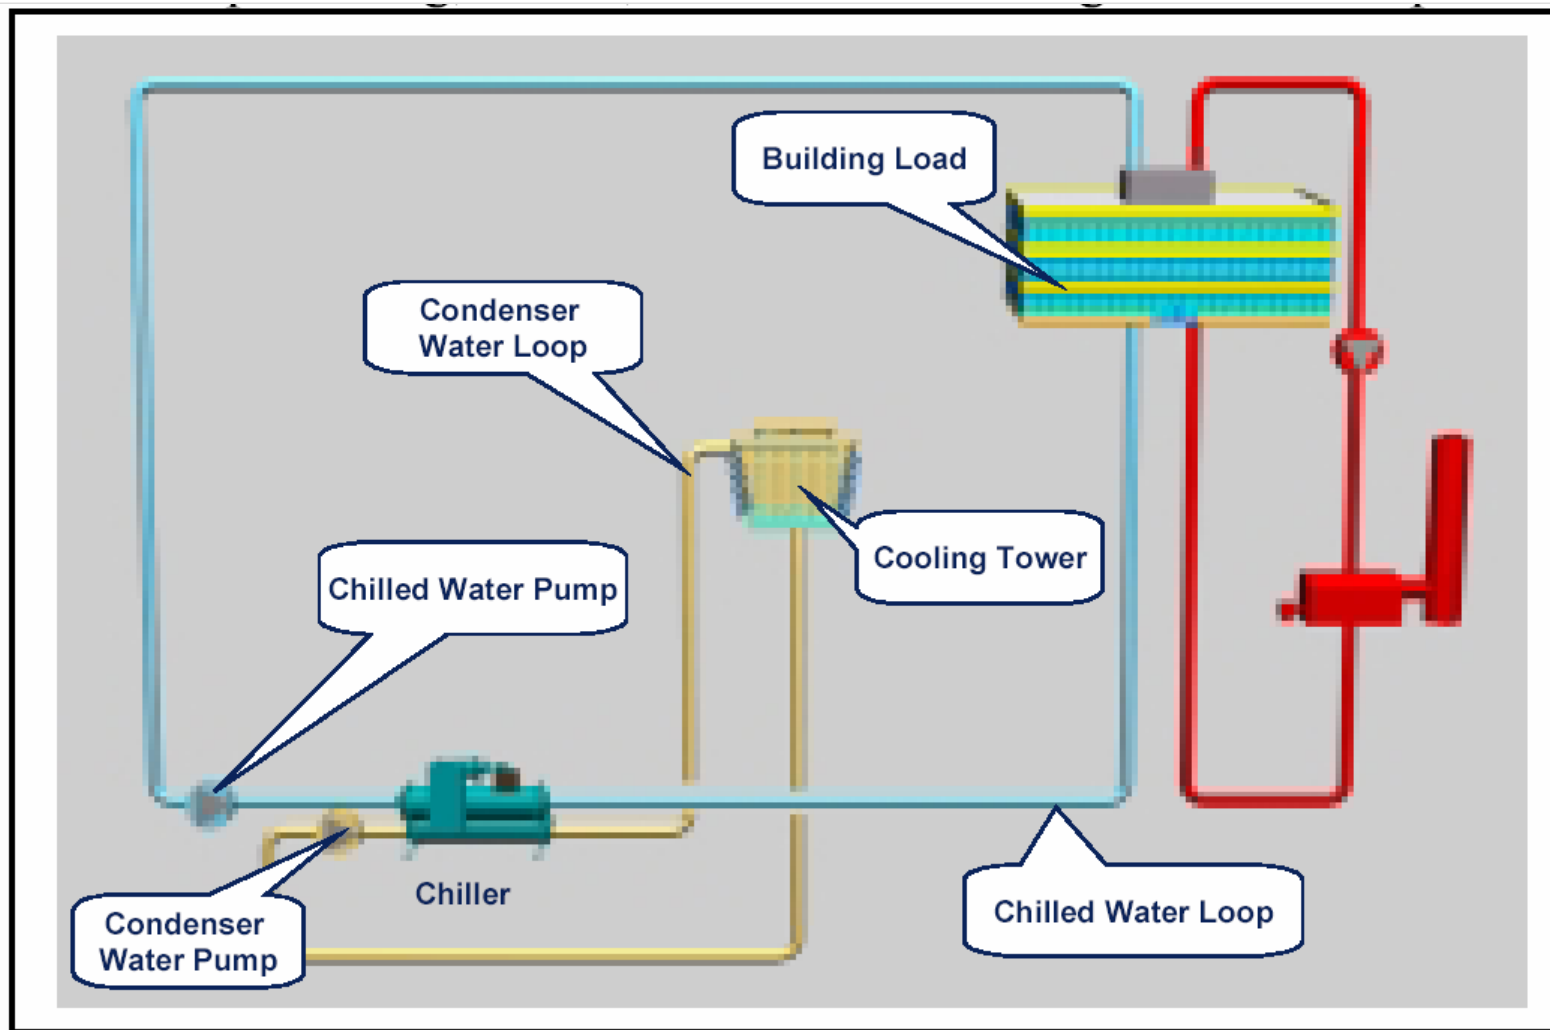 Building Load
Condenser
Water Loop
Cooling Tower
Chilled Water Pump
Chiller
Condenser
Water Pump
Chilled Water Loop